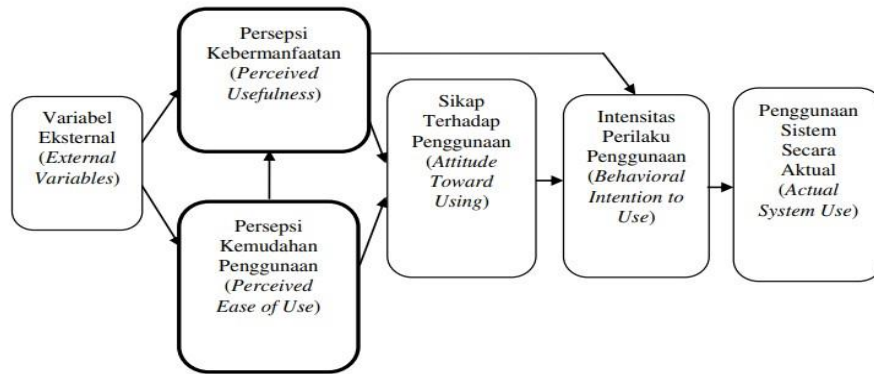 Variabel
Eksternal
(External
Variables)
Persepsi
Kebermanfaatan
(Perceived
Usefulness)
Persepsi
Kemudahan
Penggunaan
(Perceived
Ease of Use)
Sikap
Terhadap
Penggunaan
(Attitude
Toward
Using)
Intensitas
Perilaku
Penggunaan
(Behavioral
Intention to
Use)
Penggunaan
Sistem
Secara
Aktual
(Actual
System Use)